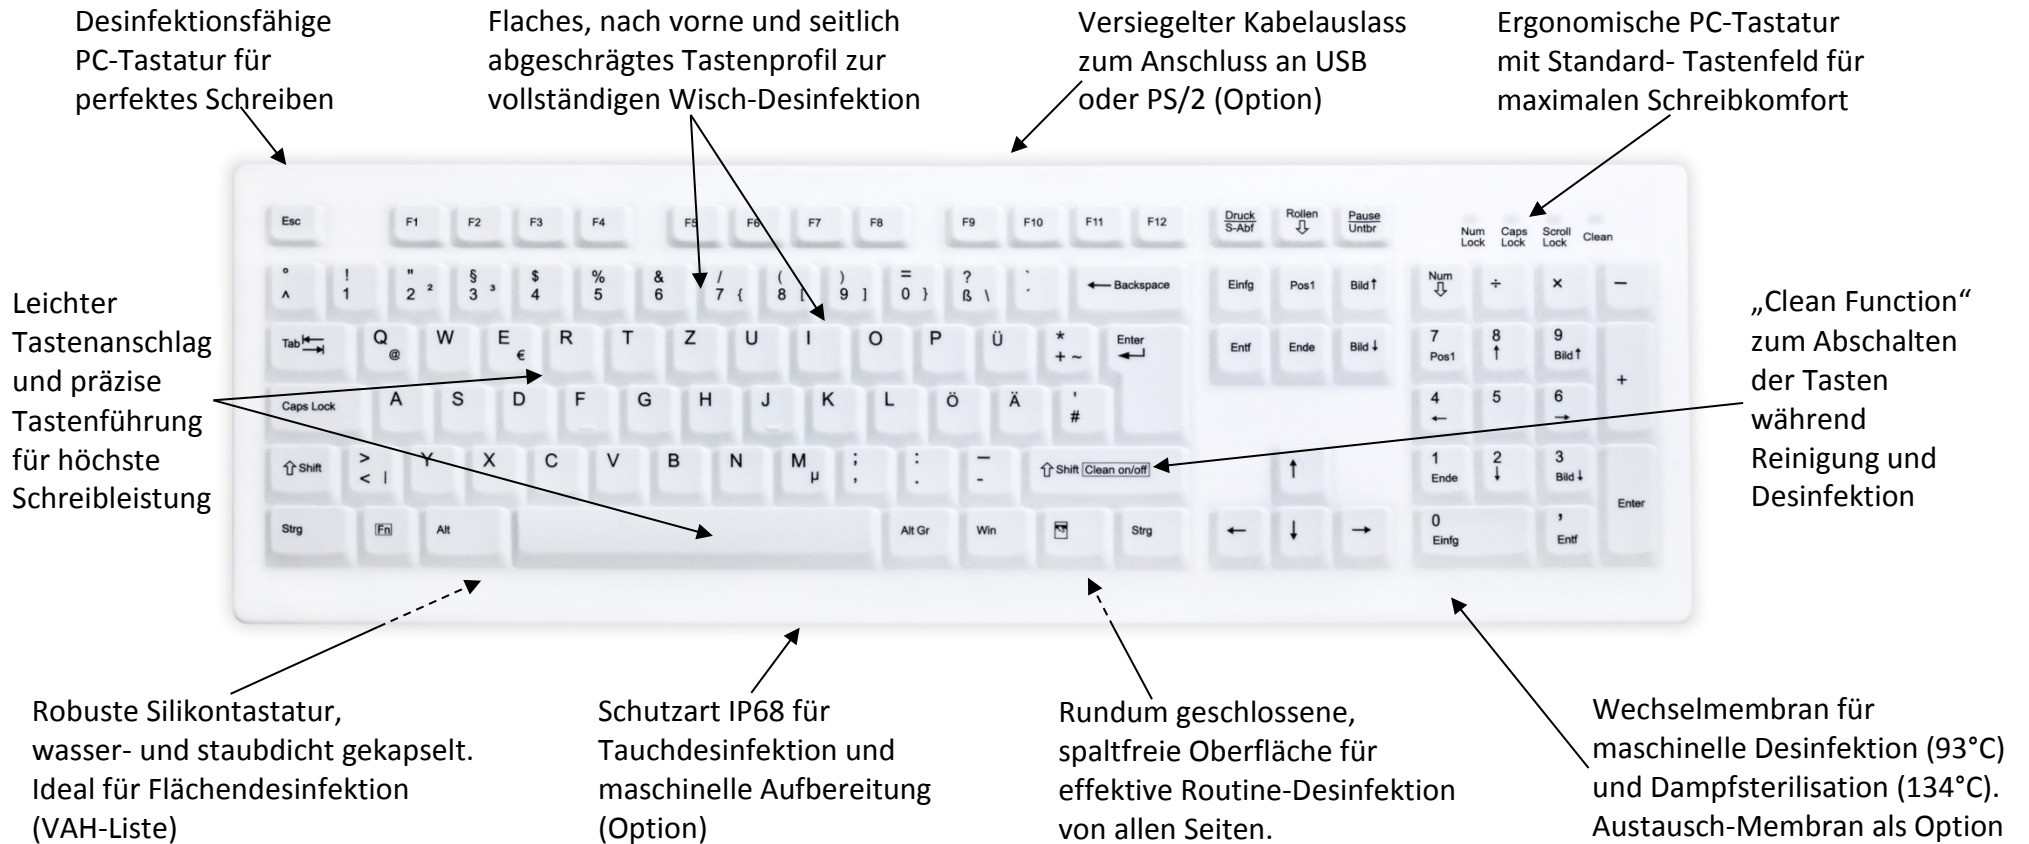 Desinfektionsfähige
PC-Tastatur für
perfektes Schreiben
Flaches, nach vorne und seitlich
abgeschrägtes Tastenprofil zur
vollständigen Wisch-Desinfektion
Versiegelter Kabelauslass
zum Anschluss an USB
oder PS/2 (Option)
Ergonomische PC-Tastatur
mit Standard- Tastenfeld für
maximalen Schreibkomfort
Esc F1 F2 F3 F4 F5 F6 F7 F8 F9 F10 F11 F12 Druck Rollen Pause
S-Abf ⇩ Untbr
Num Caps Scroll Clean
Lock Lock Lock
° ! " § $ % & / ( ) = ? `
^ 1 2 ² 3 ³ 4 5 6 7 { 8 [ 9 ] 0 } ß \ ´ ← Backspace Einfg Pos1 Bild ↑ Num ⇩ ÷ × −
Tab Q @ W E € R T Z U I O P Ü * + ~ Enter Entf Ende Bild ↓ 7 Pos1 8 ↑ 9 Bild ↑ +
Caps Lock A S D F G H J K L Ö Ä ' # 4 ← 5 6 →
⇧ Shift > < | Y X C V B N M µ ; , : . _ - ⇧ Shift Clean on/off ↑ 1 Ende 2 ↓ 3 Bild ↓ Enter
Strg Fn Alt Alt Gr Win Strg ← ↓ → 0 Einfg , Entf
Leichter
Tastenanschlag
und präzise
Tastenführung
für höchste
Schreibleistung
„Clean Function“
zum Abschalten
der Tasten
während
Reinigung und
Desinfektion
Robuste Silikontastatur,
wasser- und staubdicht gekapselt.
Ideal für Flächendesinfektion
(VAH-Liste)
Schutzart IP68 für
Tauchdesinfektion und
maschinelle Aufbereitung
(Option)
Rundum geschlossene,
spaltfreie Oberfläche für
effektive Routine-Desinfektion
von allen Seiten.
Wechselmembran für
maschinelle Desinfektion (93°C)
und Dampfsterilisation (134°C).
Austausch-Membran als Option